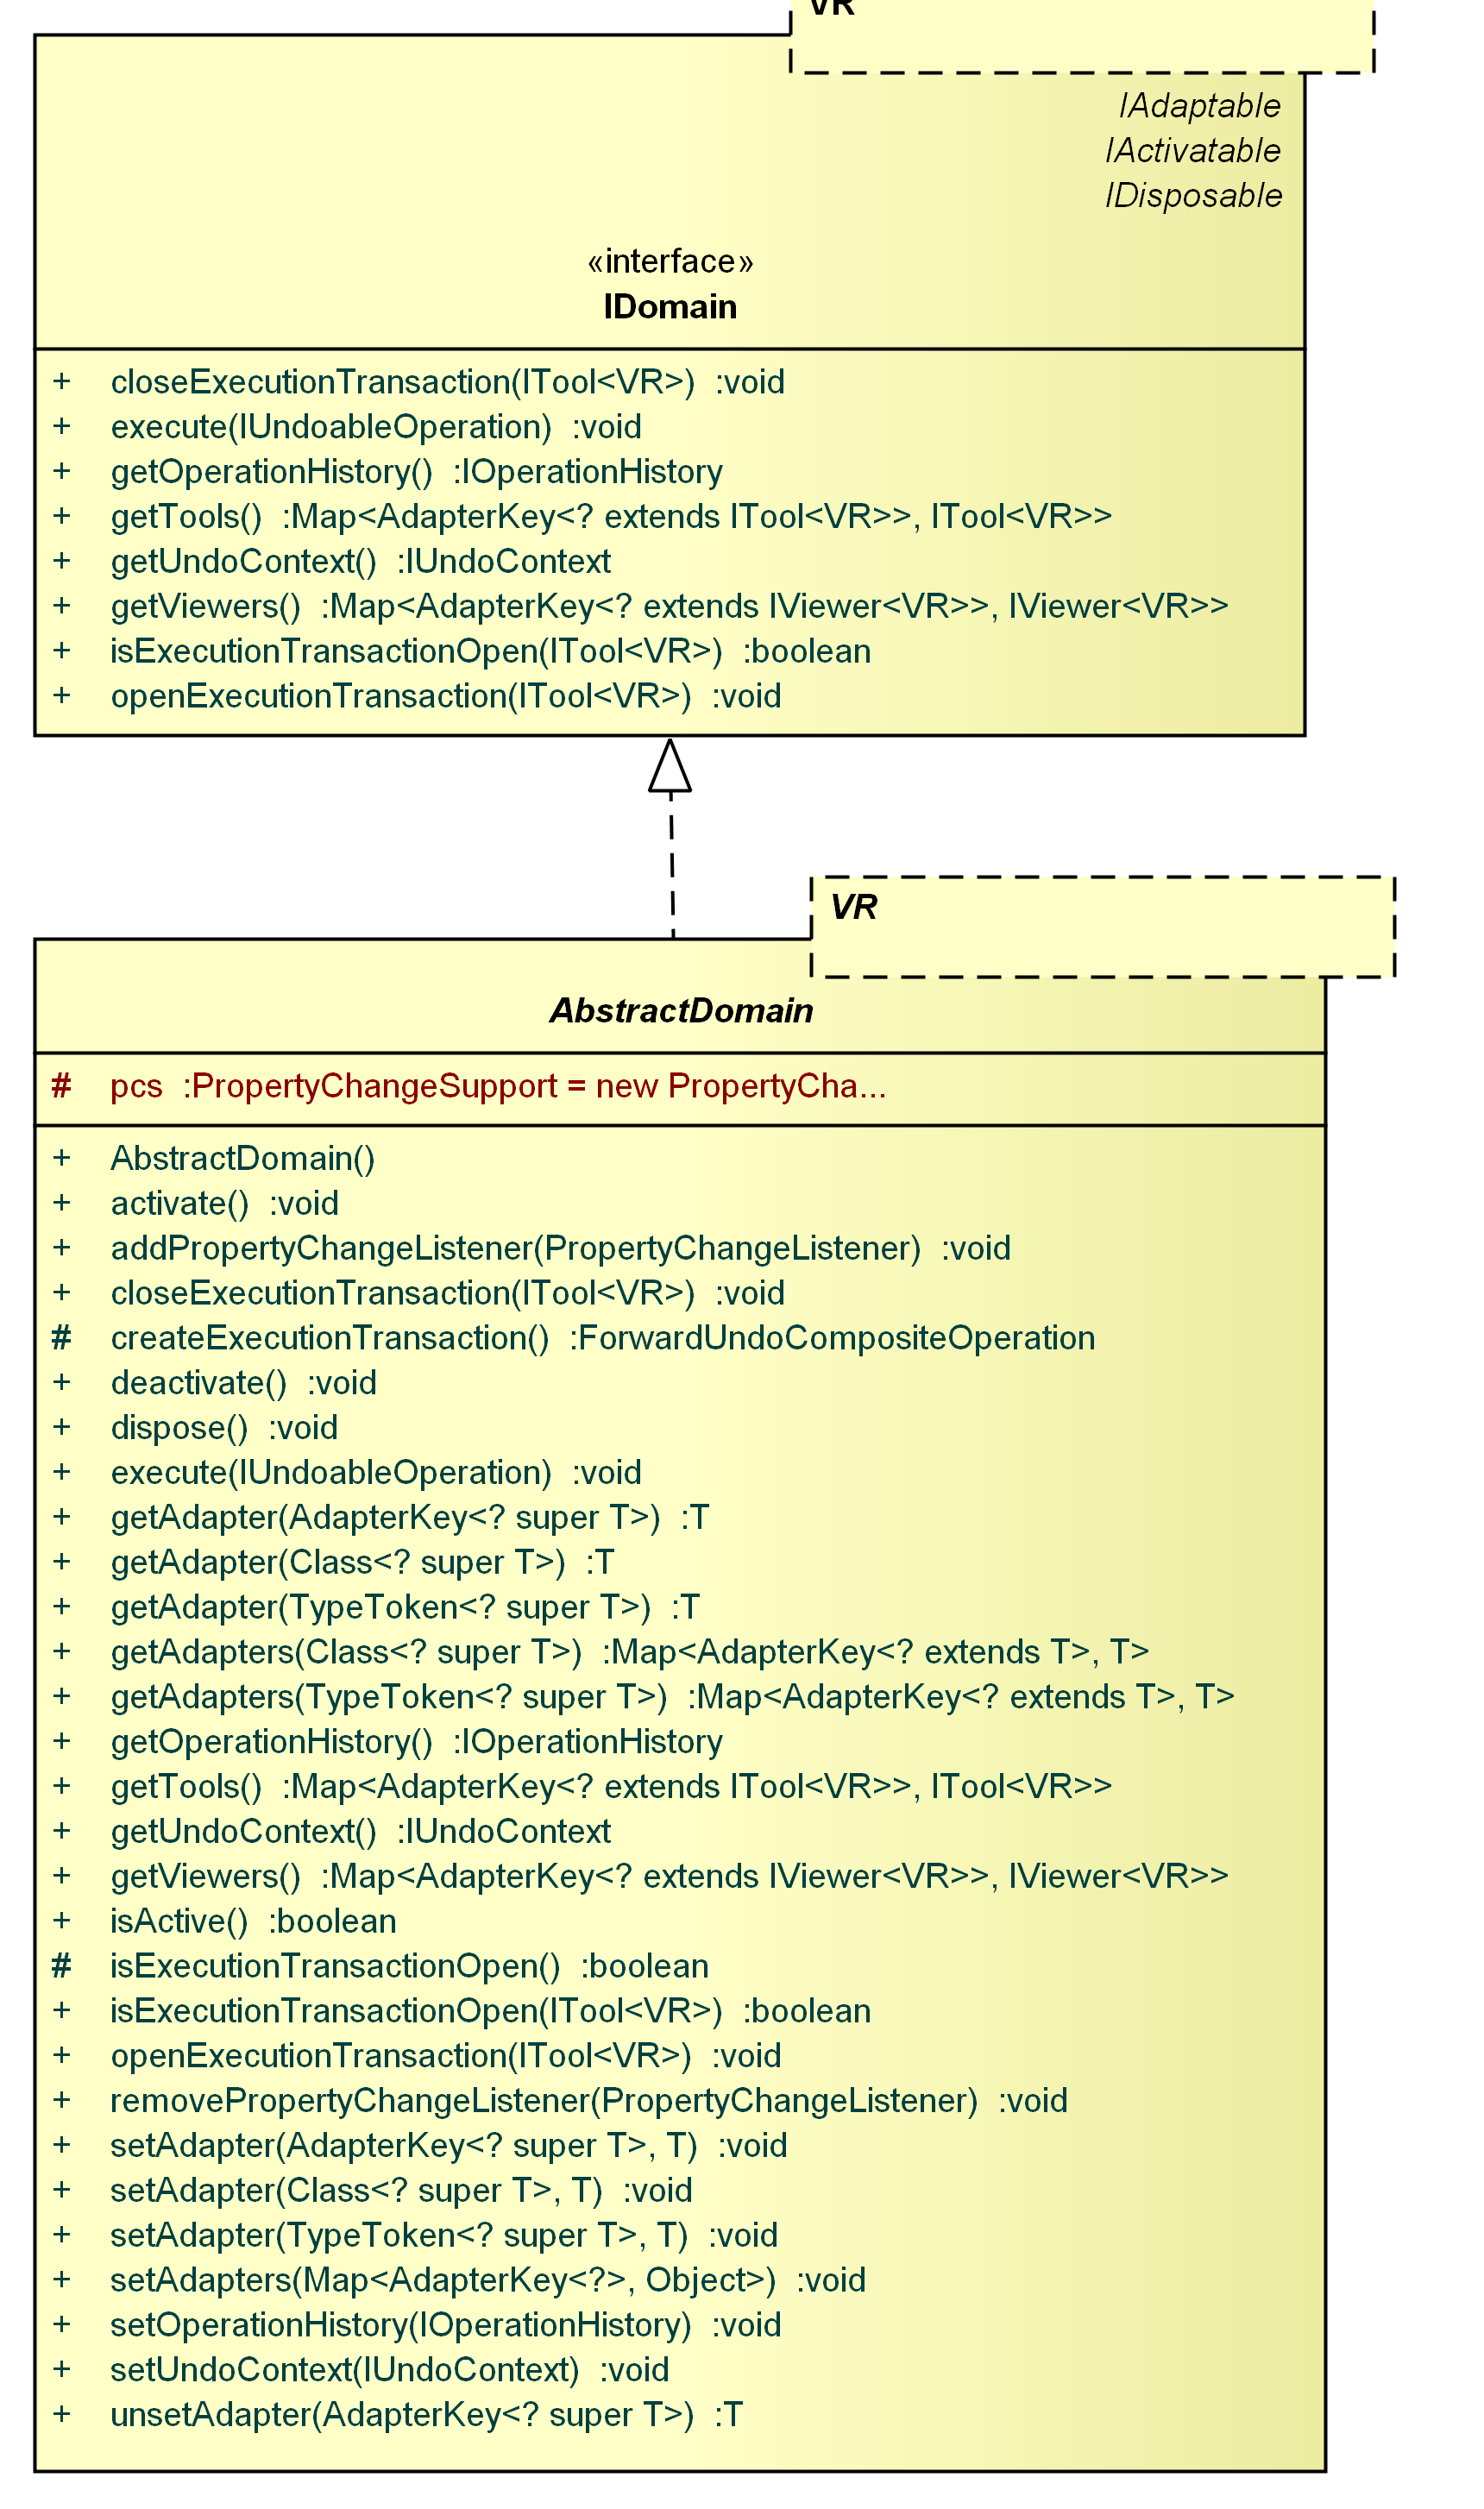 VR
IAdaptable
IActivatable
IDisposable
«interface»
IDomain
+ closeExecutionTransaction(ITool<VR>) :void
+ execute(IUndoableOperation) :void
+ getOperationHistory() :IOperationHistory
+ getTools() :Map<AdapterKey<? extends ITool<VR>>, ITool<VR>>
+ getUndoContext() :IUndoContext
+ getViewers() :Map<AdapterKey<? extends IViewer<VR>>, IViewer<VR>>
+ isExecutionTransactionOpen(ITool<VR>) :boolean
+ openExecutionTransaction(ITool<VR>) :void
VR
AbstractDomain
# pcs :PropertyChangeSupport = new PropertyCha...
+ AbstractDomain()
+ activate() :void
+ addPropertyChangeListener(PropertyChangeListener) :void
+ closeExecutionTransaction(ITool<VR>) :void
# createExecutionTransaction() :ForwardUndoCompositeOperation
+ deactivate() :void
+ dispose() :void
+ execute(IUndoableOperation) :void
+ getAdapter(AdapterKey<? super T>) :T
+ getAdapter(Class<? super T>) :T
+ getAdapter(TypeToken<? super T>) :T
+ getAdapters(Class<? super T>) :Map<AdapterKey<? extends T>, T>
+ getAdapters(TypeToken<? super T>) :Map<AdapterKey<? extends T>, T>
+ getOperationHistory() :IOperationHistory
+ getTools() :Map<AdapterKey<? extends ITool<VR>>, ITool<VR>>
+ getUndoContext() :IUndoContext
+ getViewers() :Map<AdapterKey<? extends IViewer<VR>>, IViewer<VR>>
+ isActive() :boolean
# isExecutionTransactionOpen() :boolean
+ isExecutionTransactionOpen(ITool<VR>) :boolean
+ openExecutionTransaction(ITool<VR>) :void
+ removePropertyChangeListener(PropertyChangeListener) :void
+ setAdapter(AdapterKey<? super T>, T) :void
+ setAdapter(Class<? super T>, T) :void
+ setAdapter(TypeToken<? super T>, T) :void
+ setAdapters(Map<AdapterKey<?>, Object>) :void
+ setOperationHistory(IOperationHistory) :void
+ setUndoContext(IUndoContext) :void
+ unsetAdapter(AdapterKey<? super T>) :T